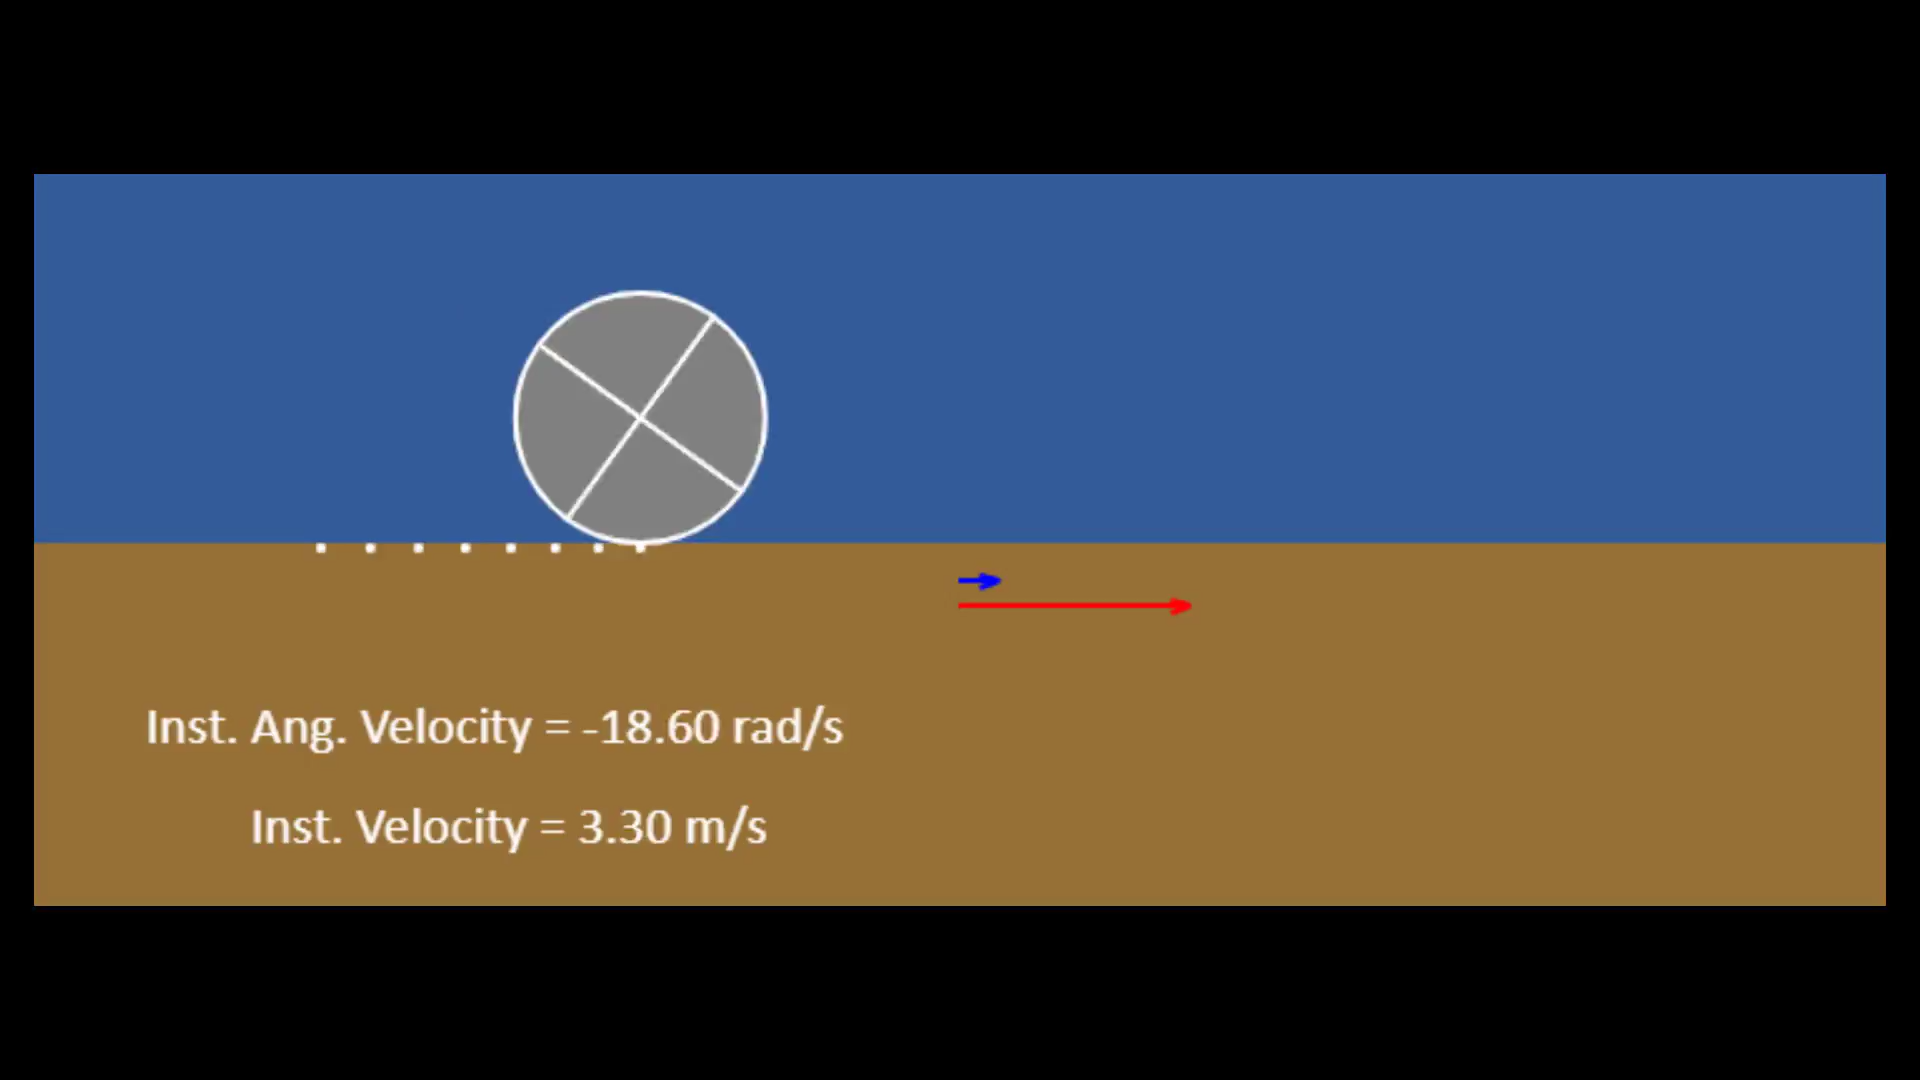 Inst. Ang. Velocity = -18.60 rad/s
Inst. Velocity = 3.30 m/s